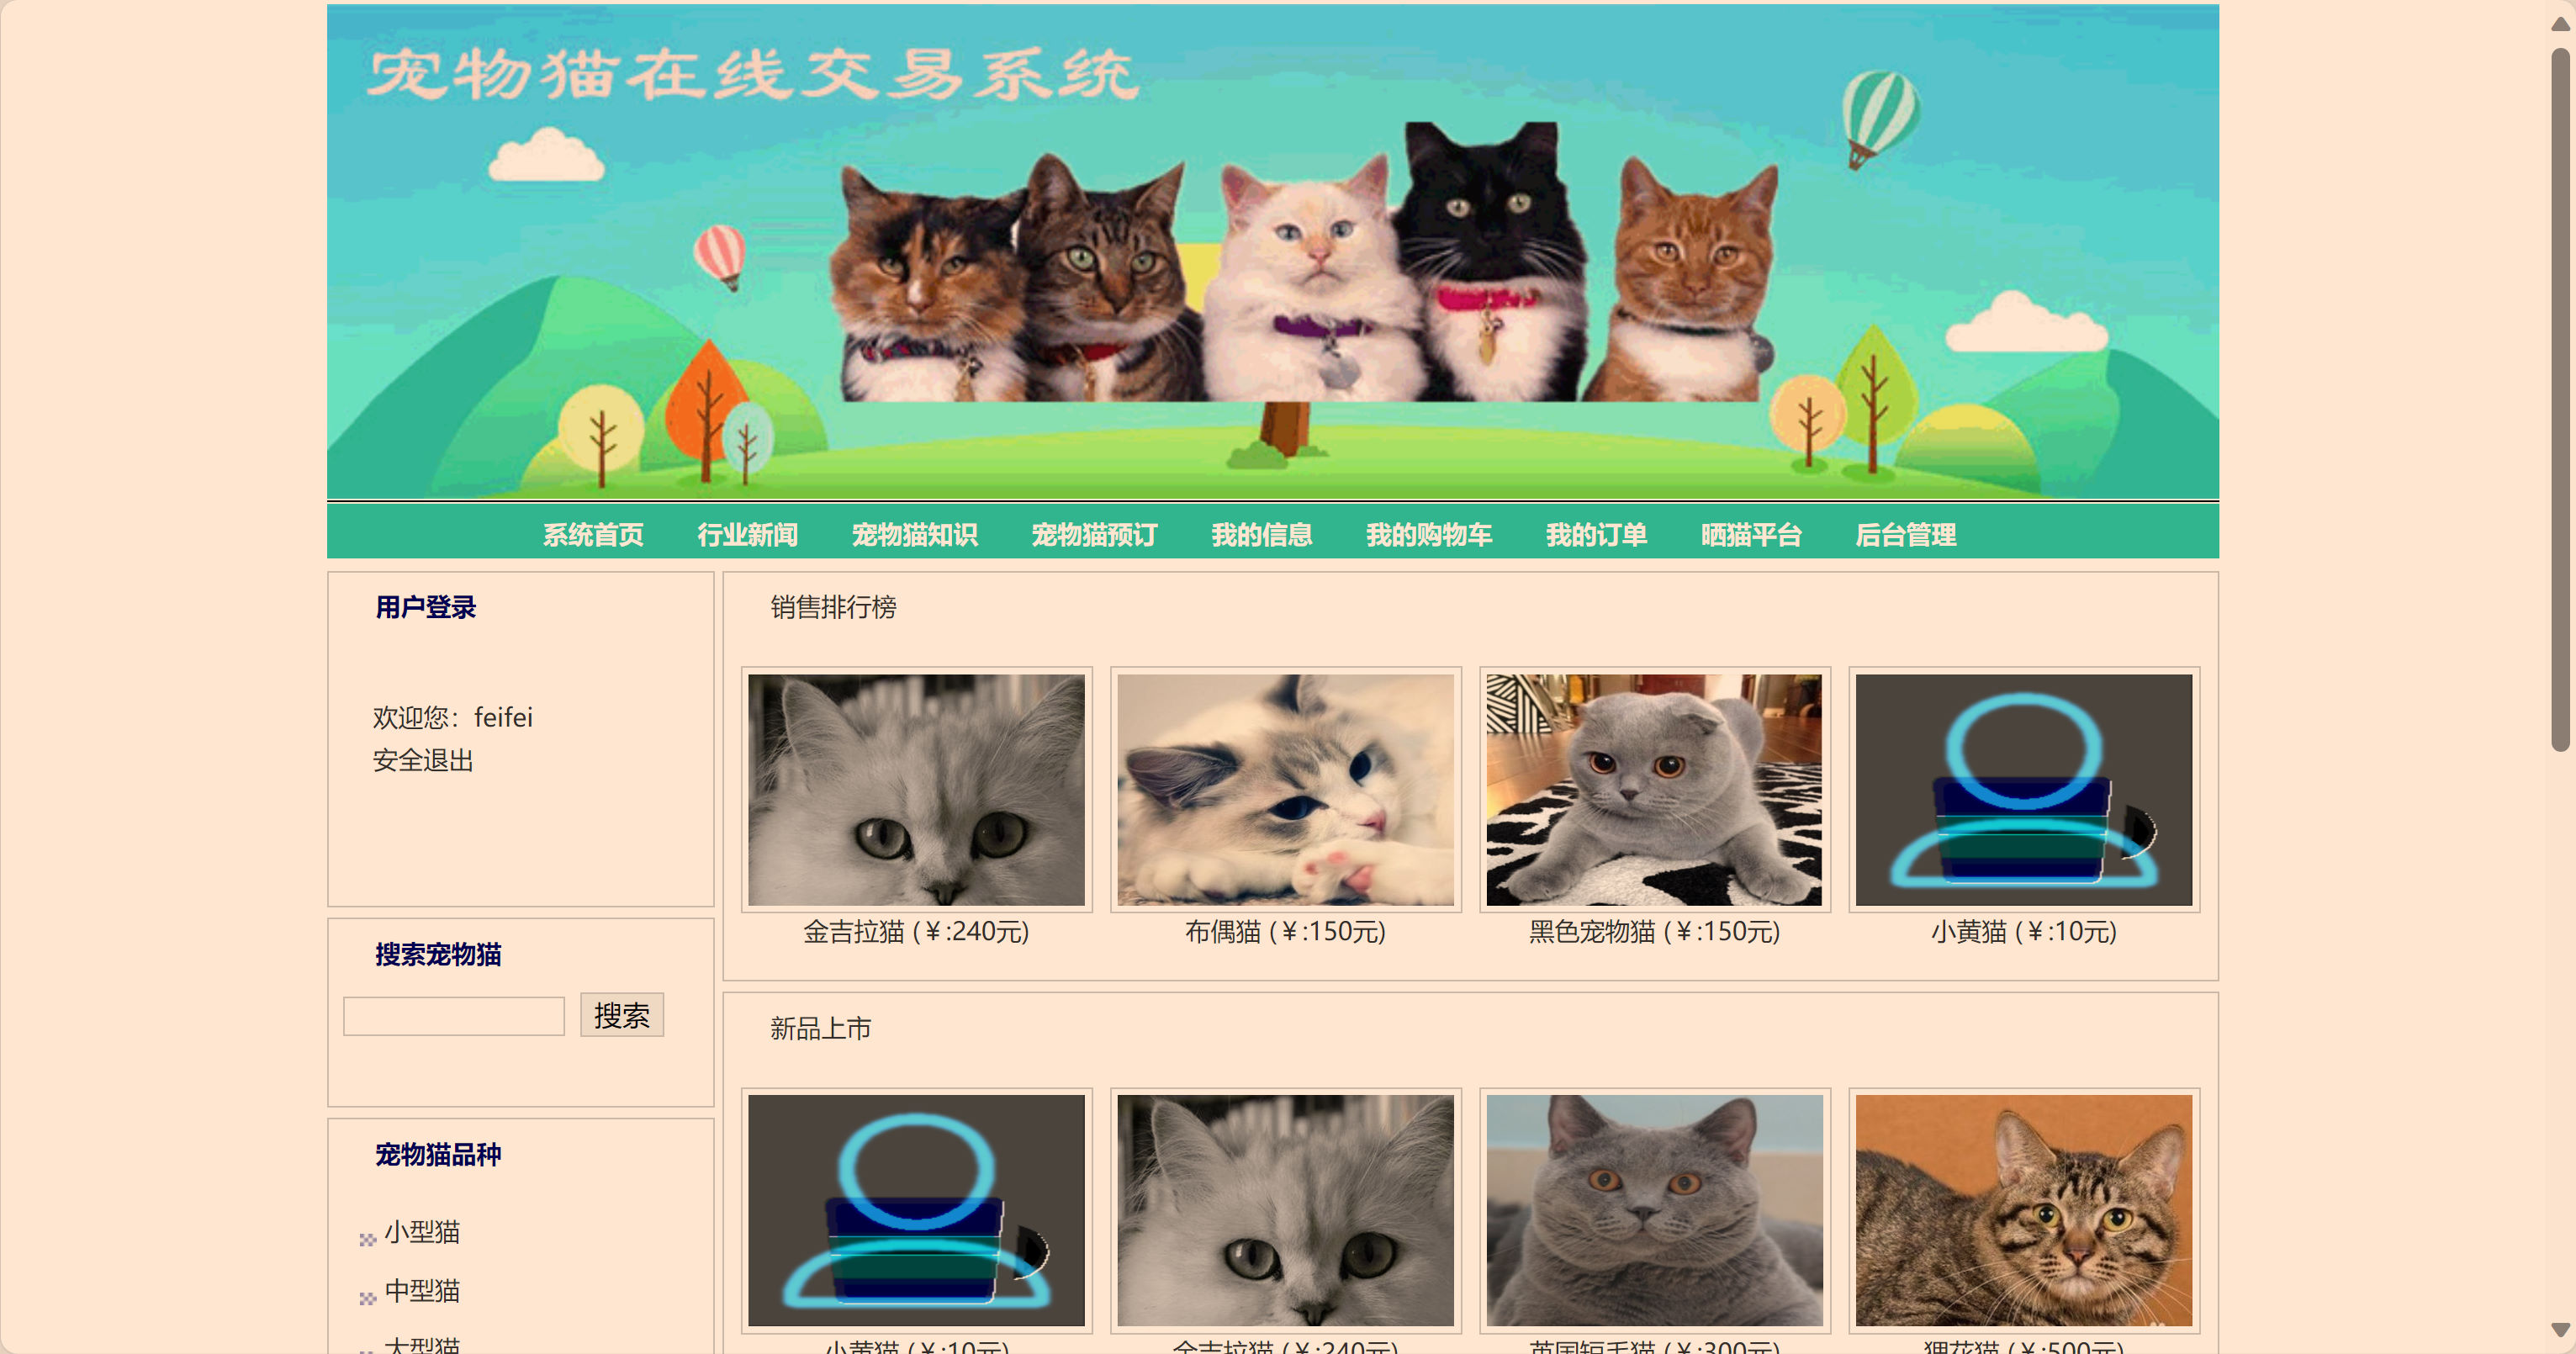 宠物猫在线交易系统
系统首页 行业新闻 宠物猫知识 宠物猫预订 我的信息 我的购物车 我的订单 晒猫平台 后台管理
用户登录
欢迎您：feifei
安全退出
搜索宠物猫
搜索
宠物猫品种
小型猫
中型猫
大型猫
销售排行榜
金吉拉猫 (￥:240元) 布偶猫 (￥:150元) 黑色宠物猫 (￥:150元) 小黄猫 (￥:10元)
新品上市
小黄猫 (￥:10元) 金吉拉猫 (￥:240元) 英国短毛猫 (￥:300元) 狸花猫 (￥:500元)